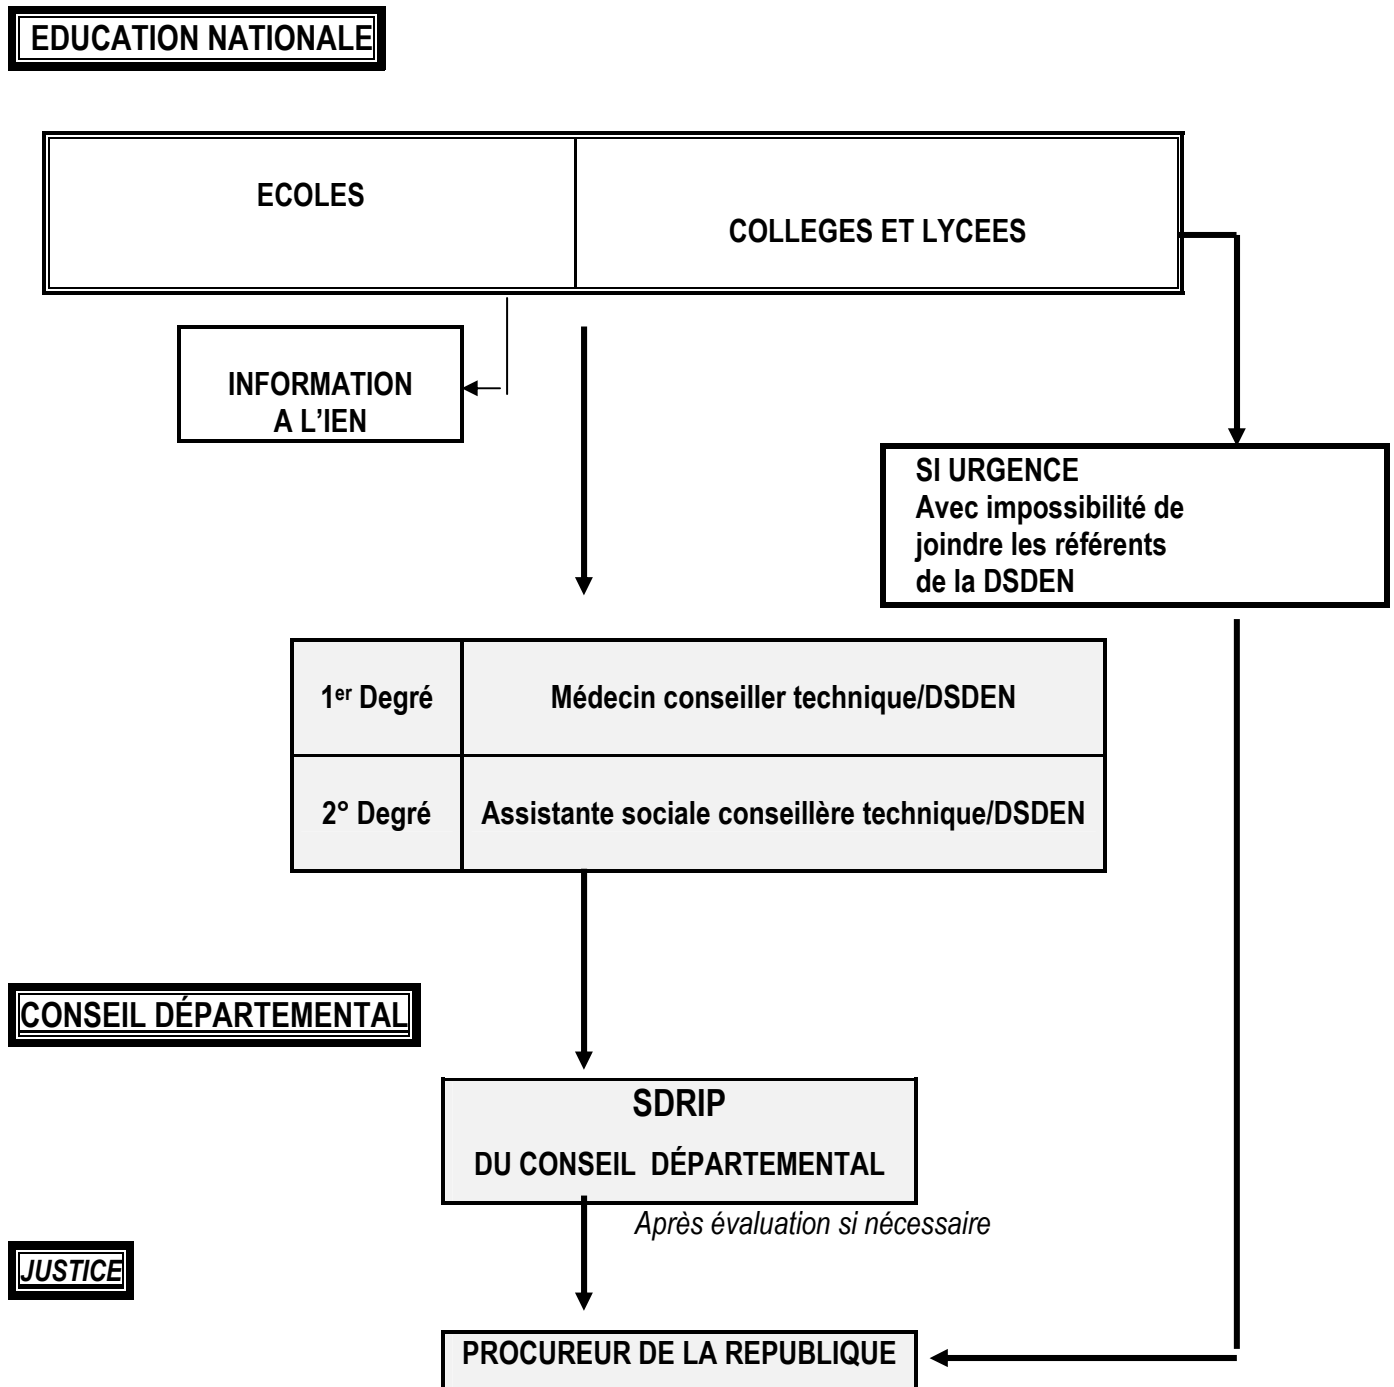 EDUCATION NATIONALE
ECOLES
COLLEGES ET LYCEES
INFORMATION
A L’IEN
SI URGENCE
Avec impossibilité de
joindre les référents
de la DSDEN
1er Degré
Médecin conseiller technique/DSDEN
2° Degré
Assistante sociale conseillère technique/DSDEN
CONSEIL DÉPARTEMENTAL
SDRIP
DU CONSEIL DÉPARTEMENTAL
Après évaluation si nécessaire
JUSTICE
PROCUREUR DE LA REPUBLIQUE